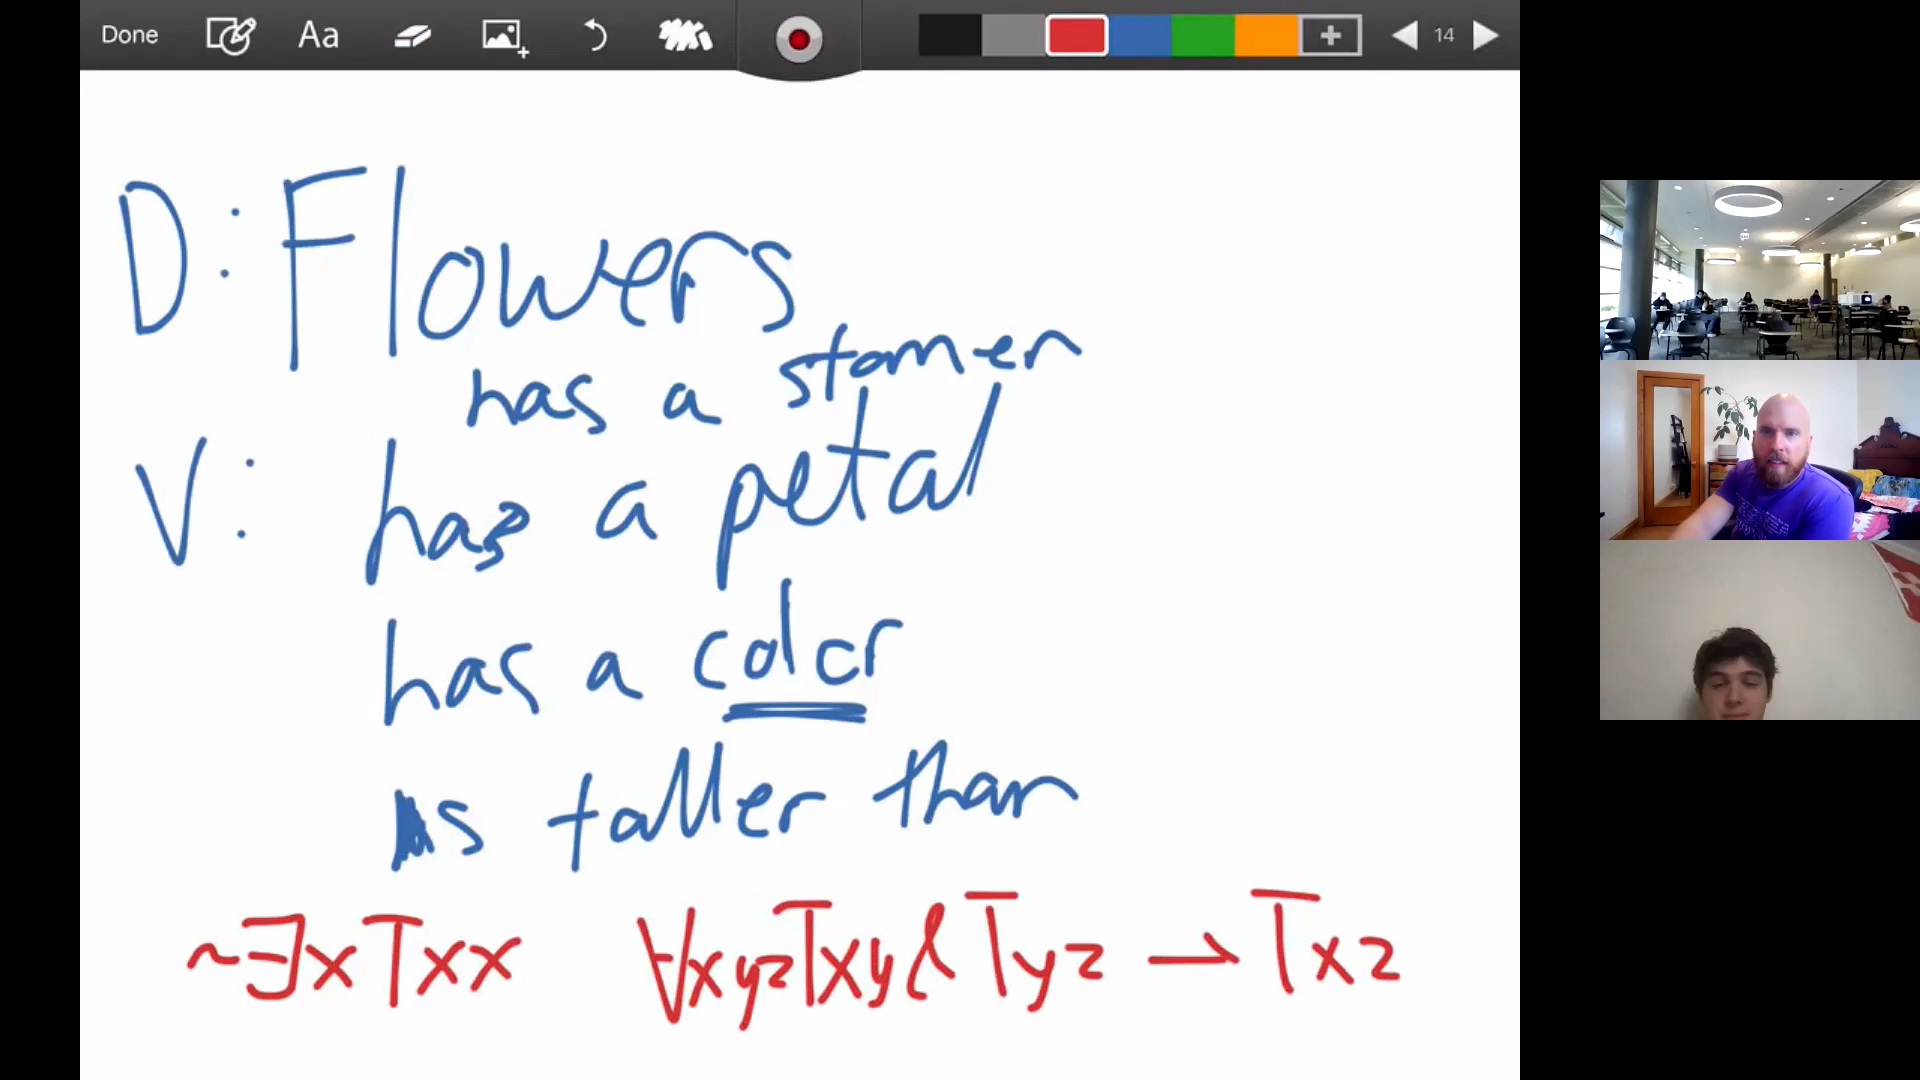 Done Aa 14
D: Flowers
has a stamen
V: has a petal
has a color
is taller than
~∃xTxx ∀xyzTxy&Tyz → Txz